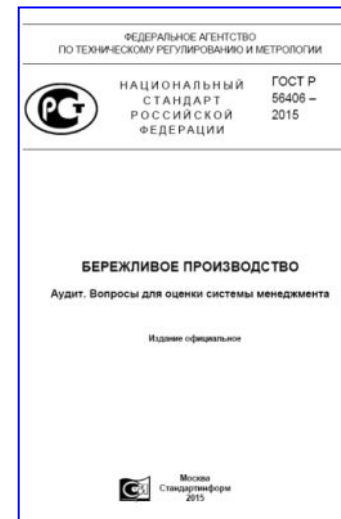 ФЕДЕРАЛЬНОЕ АГЕНТСТВО
ПО ТЕХНИЧЕСКОМУ РЕГУЛИРОВАНИЮ И МЕТРОЛОГИИ
НАЦИОНАЛЬНЫЙ
СТАНДАРТ
РОССИЙСКОЙ
ФЕДЕРАЦИИ
ГОСТ Р
56406 –
2015
БЕРЕЖЛИВОЕ ПРОИЗВОДСТВО
Аудит. Вопросы для оценки системы менеджмента
Издание официальное
Москва
Стандартинформ
2015